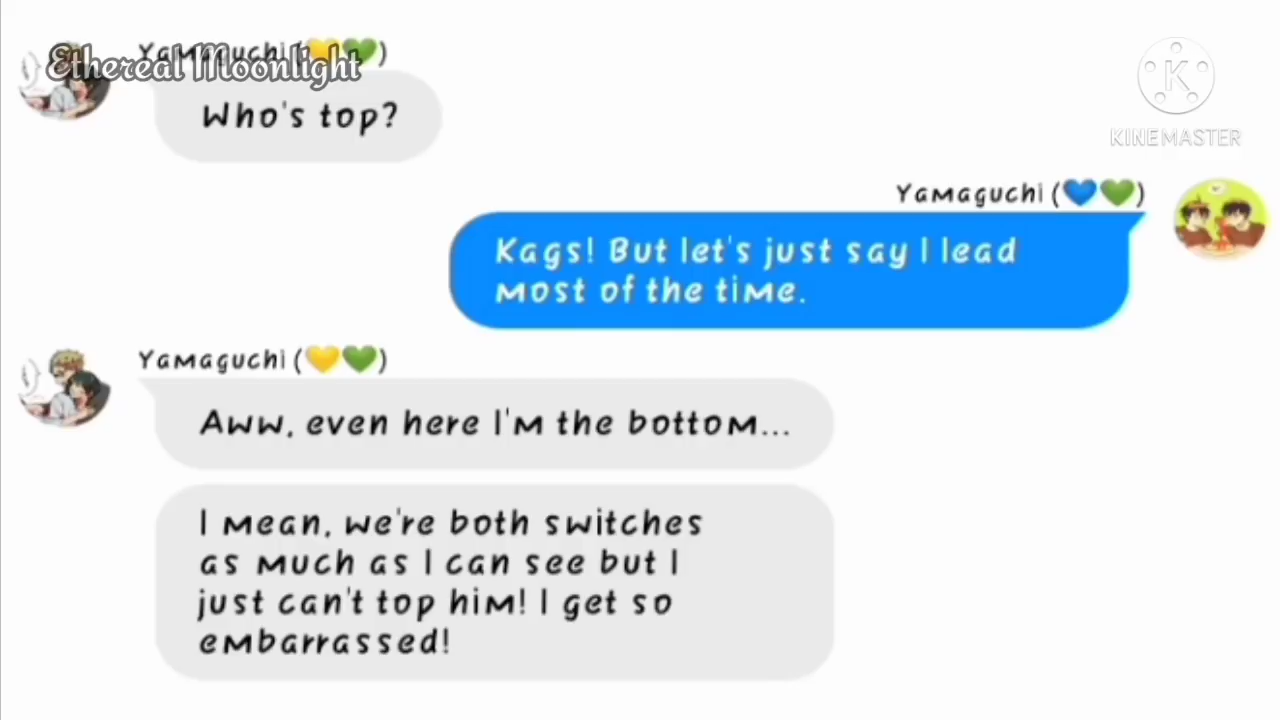 Yamaguchi (💛💚)
Ethereal Moonlight
Who's top?
KINEMASTER
Yamaguchi (💙💚)
Kags! But let's just say I lead
most of the time.
Yamaguchi (💛💚)
Aww, even here I'm the bottom...
I mean, we're both switches
as much as I can see but I
just can't top him! I get so
embarrassed!